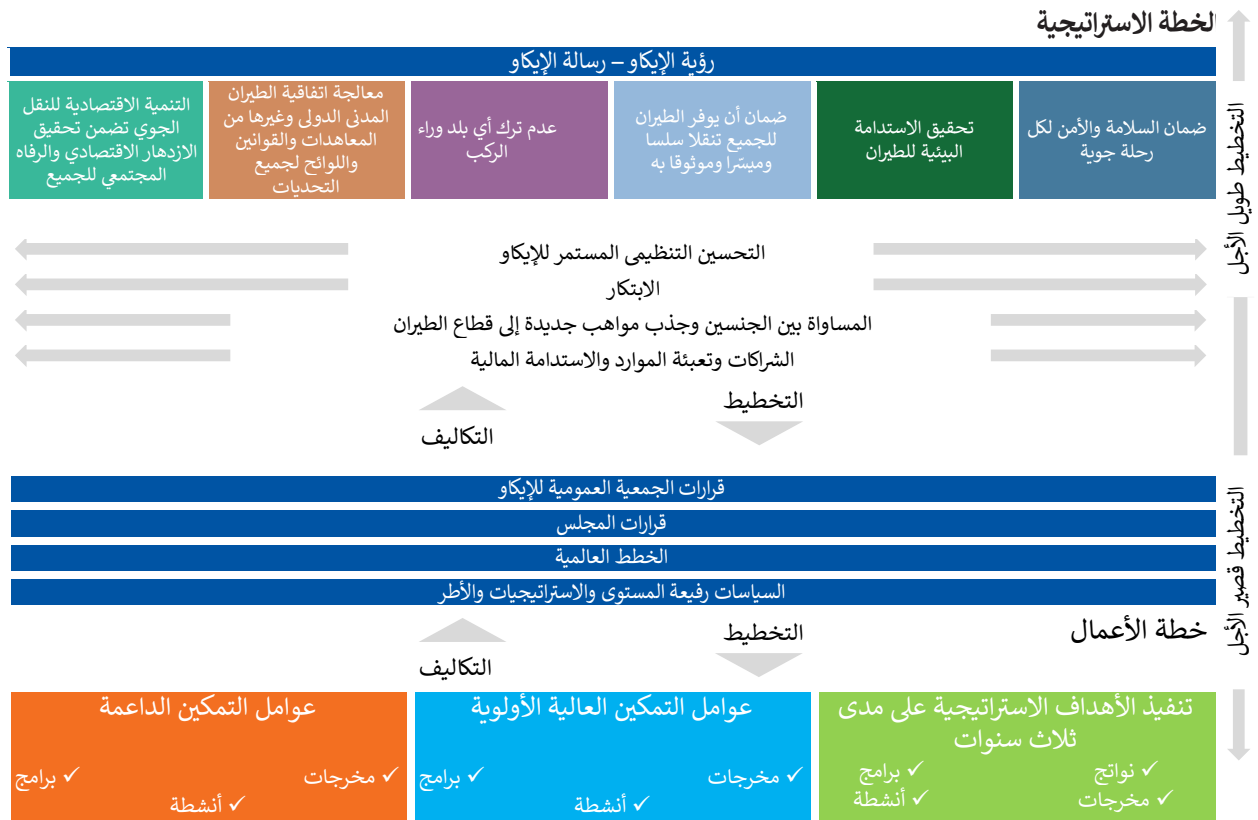 الخطة الاستراتيجية
رؤية الإيكاو – رسالة الإيكاو
ضمان السلامة والأمن لكل
رحلة جوية
تحقيق الاستدامة
البيئية للطيران
ضمان أن يوفر الطيران
للجميع تنقلا سلسا
وميسّرا وموثوقا به
عدم ترك أي بلد وراء
الركب
معالجة اتفاقية الطيران
المدني الدولي وغيرها من
المعاهدات والقوانين
واللوائح لجميع
التحديات
التنمية الاقتصادية للنقل
الجوي تضمن تحقيق
الازدهار الاقتصادي والرفاه
المجتمعي للجميع
التخطيط طويل الأجل
التحسين التنظيمى المستمر للإيكاو
الابتكار
المساواة بين الجنسين وجذب مواهب جديدة إلى قطاع الطيران
الشراكات وتعبئة الموارد والاستدامة المالية
التخطيط
التكاليف
قرارات الجمعية العمومية للإيكاو
قرارات المجلس
الخطط العالمية
السياسات رفيعة المستوى والاستراتيجيات والأطر
التخطيط قصير الأجل
خطة الأعمال
التخطيط
التكاليف
تنفيذ الأهداف الاستراتيجية على مدى
ثلاث سنوات
✓ نواتج
✓ برامج
✓ مخرجات
✓ أنشطة
عوامل التمكين العالية الأولوية
✓ مخرجات
✓ برامج
✓ أنشطة
عوامل التمكين الداعمة
✓ مخرجات
✓ برامج
✓ أنشطة